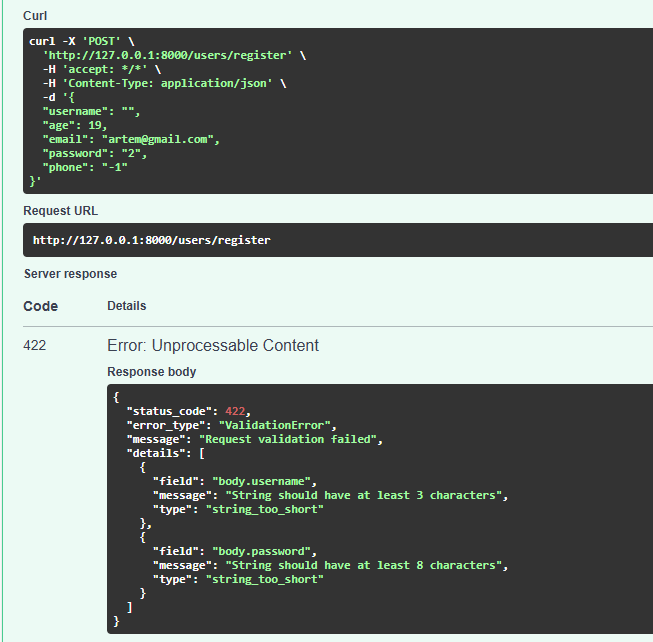 Curl
curl -X 'POST' \
  'http://127.0.0.1:8000/users/register' \
  -H 'accept: */*' \
  -H 'Content-Type: application/json' \
  -d '{
  "username": "",
  "age": 19,
  "email": "artem@gmail.com",
  "password": "2",
  "phone": "-1"
}'
Request URL
http://127.0.0.1:8000/users/register
Server response
Code Details
422 Error: Unprocessable Content
Response body
{
  "status_code": 422,
  "error_type": "ValidationError",
  "message": "Request validation failed",
  "details": [
    {
      "field": "body.username",
      "message": "String should have at least 3 characters",
      "type": "string_too_short"
    },
    {
      "field": "body.password",
      "message": "String should have at least 8 characters",
      "type": "string_too_short"
    }
  ]
}